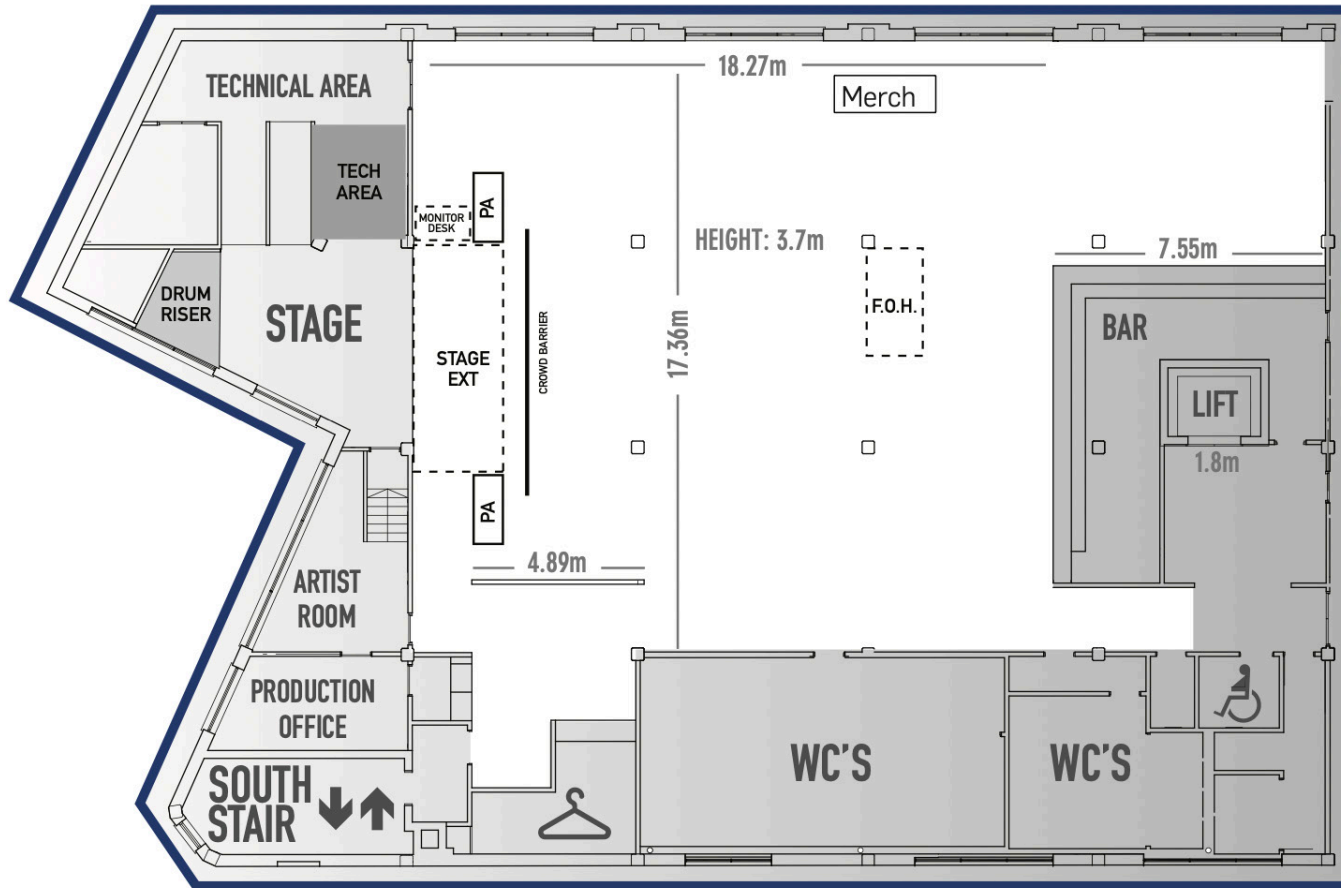 TECHNICAL AREA
18.27m
Merch
TECH
AREA
MONITOR
DESK
PA
HEIGHT: 3.7m
7.55m
DRUM
RISER
STAGE
STAGE
EXT
CROWD BARRIER
17.36m
F.O.H.
BAR
LIFT
1.8m
PA
4.89m
ARTIST
ROOM
PRODUCTION
OFFICE
WC'S
WC'S
SOUTH
STAIR